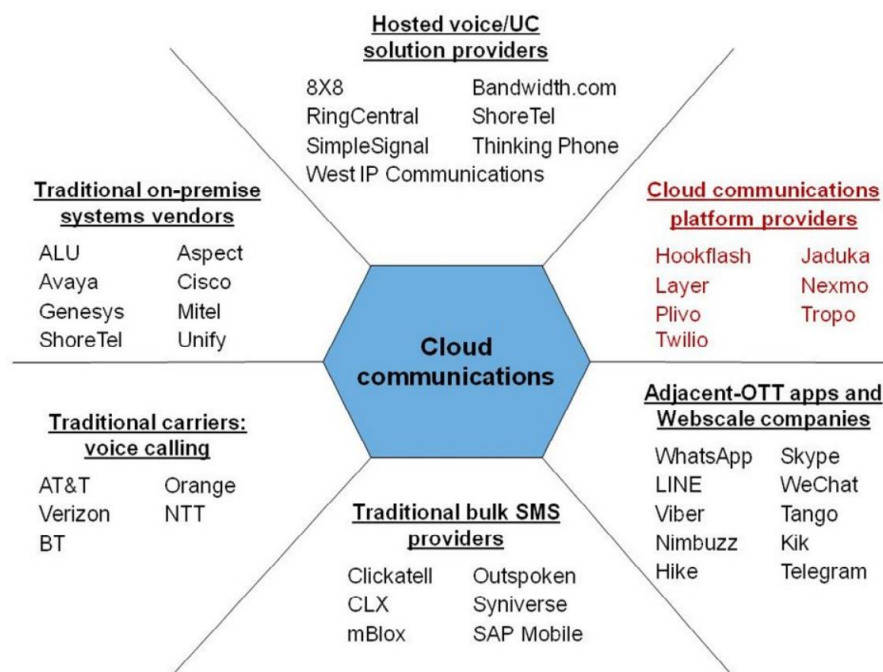 Hosted voice/UC
solution providers
8X8 Bandwidth.com
RingCentral ShoreTel
SimpleSignal Thinking Phone
West IP Communications
Traditional on-premise
systems vendors
ALU Aspect
Avaya Cisco
Genesys Mitel
ShoreTel Unify
Cloud communications
platform providers
Hookflash Jaduka
Layer Nexmo
Plivo Tropo
Twilio
Cloud
communications
Traditional carriers:
voice calling
AT&T Orange
Verizon NTT
BT
Traditional bulk SMS
providers
Clickatell Outspoken
CLX Syniverse
mBlox SAP Mobile
Adjacent-OTT apps and
Webscale companies
WhatsApp Skype
LINE WeChat
Viber Tango
Nimbuzz Kik
Hike Telegram